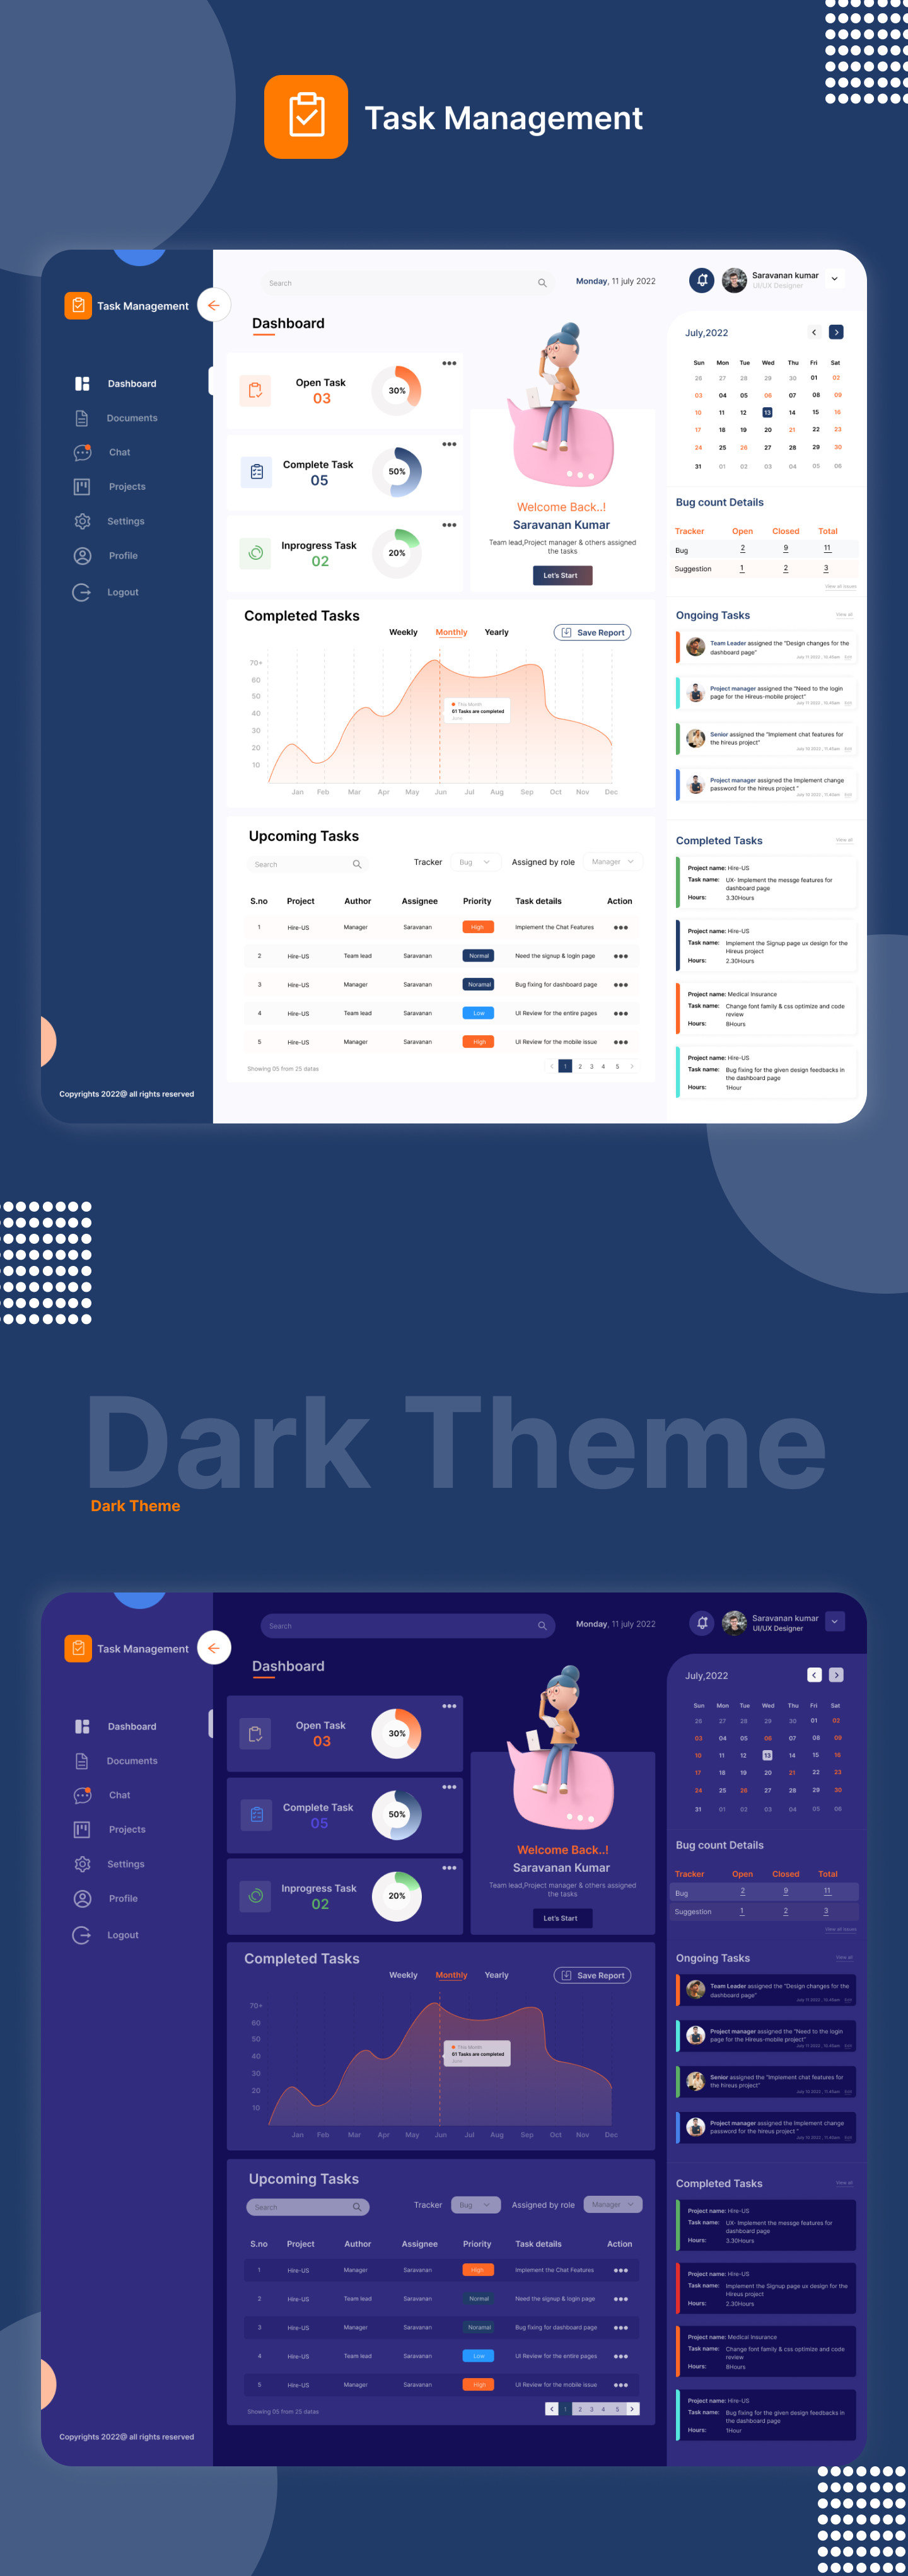 Task Management
Task Management
Search
Monday, 11 july 2022
Saravanan kumar
UI/UX Designer
Dashboard
Documents
Chat
Projects
Settings
Profile
Logout
Copyrights 2022@ all rights reserved
Dashboard
Open Task
03
30%
Complete Task
05
50%
Inprogress Task
02
20%
Welcome Back..!
Saravanan Kumar
Team lead,Project manager & others assigned
the tasks
Let's Start
Completed Tasks
Weekly Monthly Yearly
Save Report
70+
60
50
40
30
20
10
This Month
61 Tasks are completed
June
Jan Feb Mar Apr May Jun Jul Aug Sep Oct Nov Dec
Upcoming Tasks
Search
Tracker Bug Assigned by role Manager
S.no Project Author Assignee Priority Task details Action
1 Hire-US Manager Saravanan High Implement the Chat Features
2 Hire-US Team lead Saravanan Normal Need the signup & login page
3 Hire-US Manager Saravanan Noramal Bug fixing for dashboard page
4 Hire-US Team lead Saravanan Low UI Review for the entire pages
5 Hire-US Manager Saravanan High UI Review for the mobile issue
Showing 05 from 25 datas
< 1 2 3 4 5 >
July,2022
Sun Mon Tue Wed Thu Fri Sat
26 27 28 29 30 01 02
03 04 05 06 07 08 09
10 11 12 13 14 15 16
17 18 19 20 21 22 23
24 25 26 27 28 29 30
31 01 02 03 04 05 06
Bug count Details
Tracker Open Closed Total
Bug 2 9 11
Suggestion 1 2 3
View all issues
Ongoing Tasks
View all
Team Leader assigned the "Design changes for the
dashboard page"
Project manager assigned the "Need to the login
page for the Hireus-mobile project"
Senior assigned the "Implement chat features for
the hireus project"
Project manager assigned the Implement change
password for the hireus project "
Completed Tasks
View all
Project name: Hire-US
Task name: UX- Implement the messge features for
dashboard page
Hours: 3.30Hours
Project name: Hire-US
Task name: Implement the Signup page ux design for the
Hireus project
Hours: 2.30Hours
Project name: Medical Insurance
Task name: Change font family & css optimize and code
review
Hours: 8Hours
Project name: Hire-US
Task name: Bug fixing for the given design feedbacks in
the dashboard page
Hours: 1Hour
Dark Theme
Dark Theme
Task Management
Search
Monday, 11 july 2022
Saravanan kumar
UI/UX Designer
Dashboard
Documents
Chat
Projects
Settings
Profile
Logout
Copyrights 2022@ all rights reserved
Dashboard
Open Task
03
30%
Complete Task
05
50%
Inprogress Task
02
20%
Welcome Back..!
Saravanan Kumar
Team lead,Project manager & others assigned
the tasks
Let's Start
Completed Tasks
Weekly Monthly Yearly
Save Report
70+
60
50
40
30
20
10
This Month
61 Tasks are completed
June
Jan Feb Mar Apr May Jun Jul Aug Sep Oct Nov Dec
Upcoming Tasks
Search
Tracker Bug Assigned by role Manager
S.no Project Author Assignee Priority Task details Action
1 Hire-US Manager Saravanan High Implement the Chat Features
2 Hire-US Team lead Saravanan Normal Need the signup & login page
3 Hire-US Manager Saravanan Noramal Bug fixing for dashboard page
4 Hire-US Team lead Saravanan Low UI Review for the entire pages
5 Hire-US Manager Saravanan High UI Review for the mobile issue
Showing 05 from 25 datas
< 1 2 3 4 5 >
July,2022
Sun Mon Tue Wed Thu Fri Sat
26 27 28 29 30 01 02
03 04 05 06 07 08 09
10 11 12 13 14 15 16
17 18 19 20 21 22 23
24 25 26 27 28 29 30
31 01 02 03 04 05 06
Bug count Details
Tracker Open Closed Total
Bug 2 9 11
Suggestion 1 2 3
View all issues
Ongoing Tasks
View all
Team Leader assigned the "Design changes for the
dashboard page"
Project manager assigned the "Need to the login
page for the Hireus-mobile project"
Senior assigned the "Implement chat features for
the hireus project"
Project manager assigned the Implement change
password for the hireus project "
Completed Tasks
View all
Project name: Hire-US
Task name: UX- Implement the messge features for
dashboard page
Hours: 3.30Hours
Project name: Hire-US
Task name: Implement the Signup page ux design for the
Hireus project
Hours: 2.30Hours
Project name: Medical Insurance
Task name: Change font family & css optimize and code
review
Hours: 8Hours
Project name: Hire-US
Task name: Bug fixing for the given design feedbacks in
the dashboard page
Hours: 1Hour